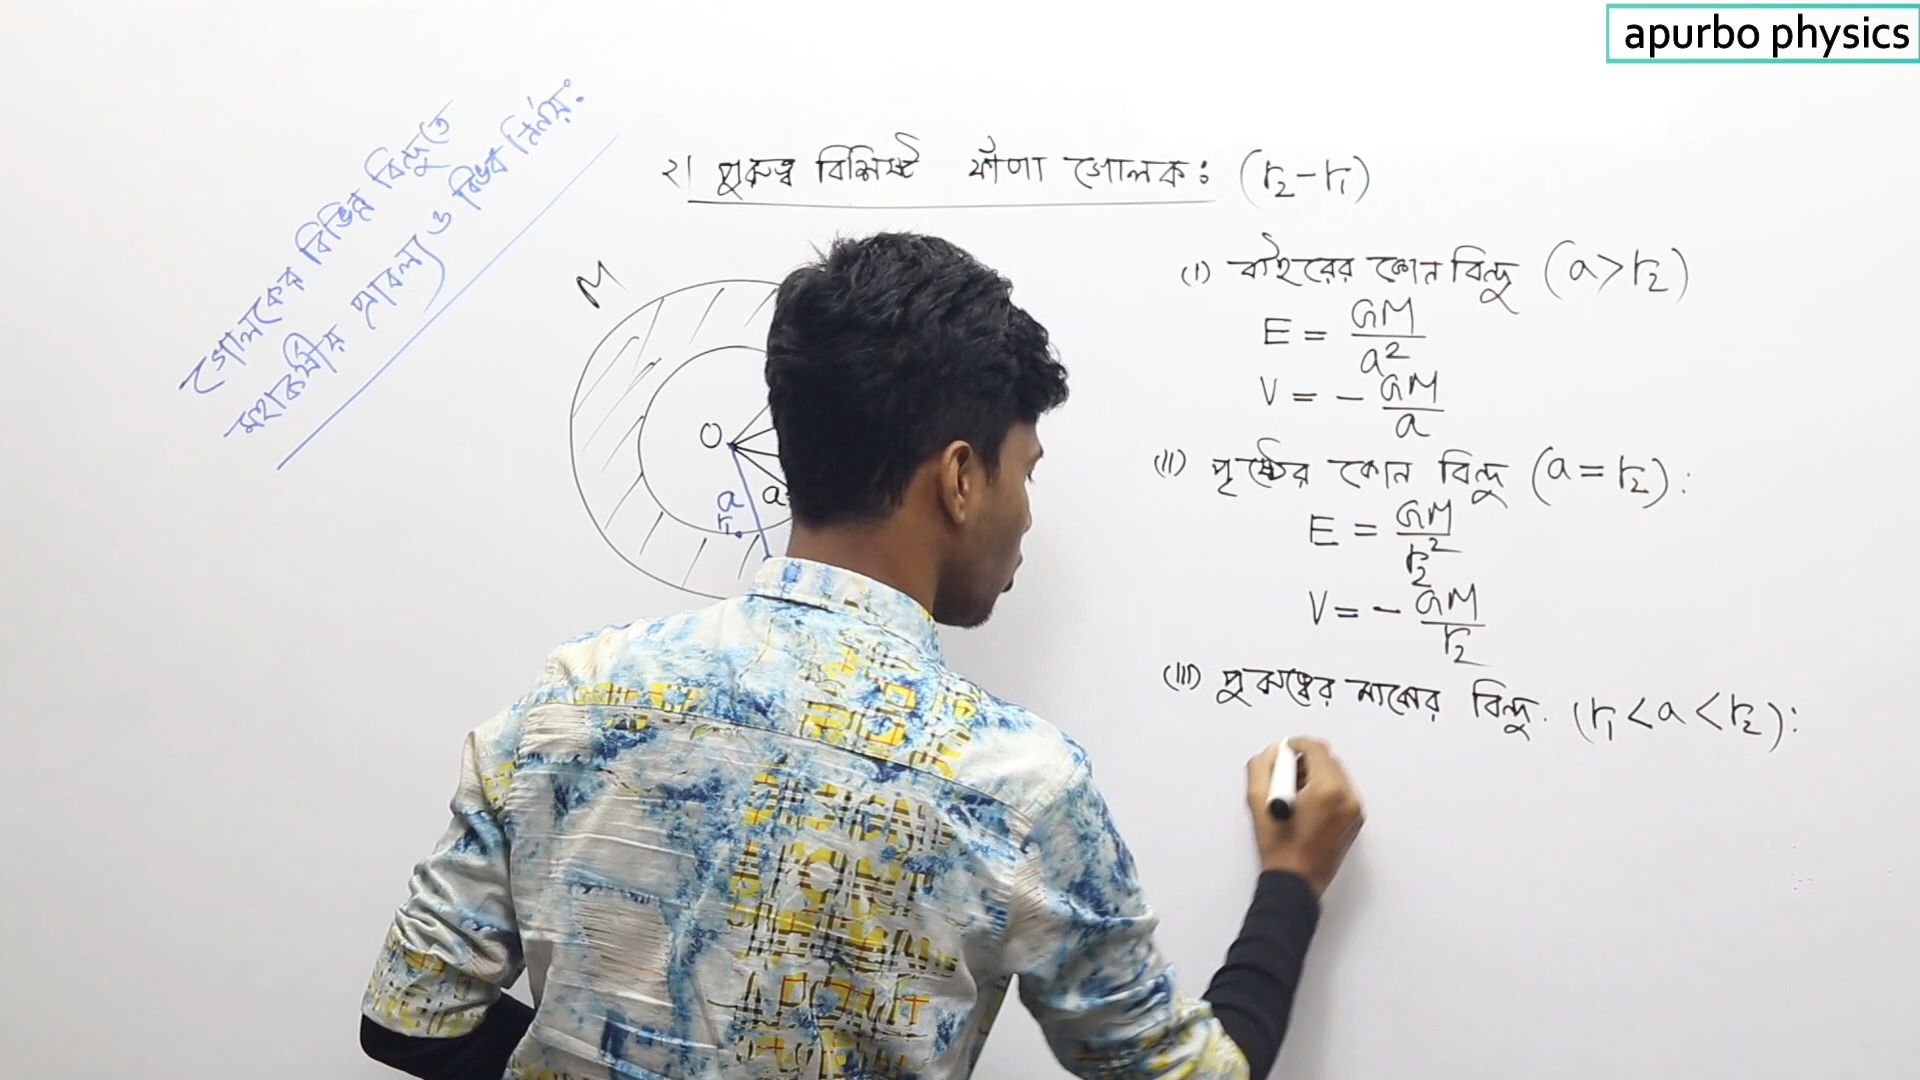 apurbo physics
গোলকের বিভিন্ন বিন্দুতে
মহাকর্ষীয় প্রাবল্য ও বিভব নির্ণয়:
২। পুরুত্ব বিশিষ্ট ফাঁপা গোলক: (r₂-r₁)
M
O
a
r₁
a
(I) বাইরের কোন বিন্দু (a>r₂)
E = GM/a²
V = - GM/a
(II) পৃষ্ঠের কোন বিন্দু (a=r₂):
E = GM/r₂²
V = - GM/r₂
(III) পুরুত্বের মাঝের বিন্দু. (r₁<a<r₂):